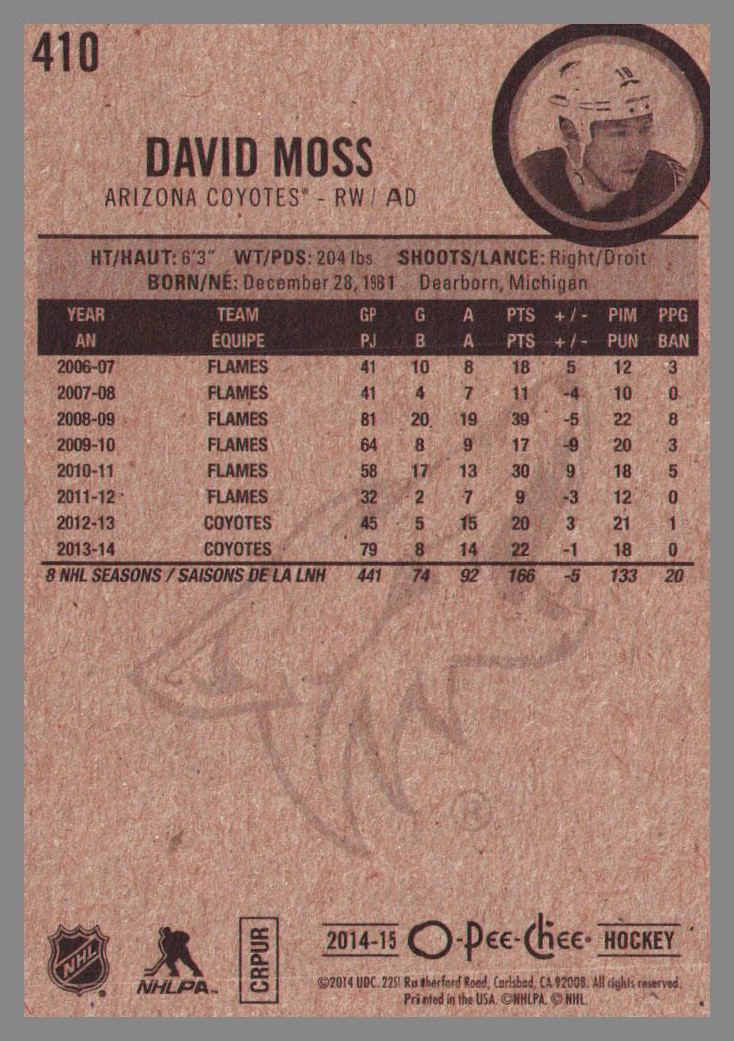 410
DAVID MOSS
ARIZONA COYOTES® - RW / AD
HT/HAUT: 6'3" WT/PDS: 204 lbs SHOOTS/LANCE: Right/Droit
BORN/NÉ: December 28, 1981 Dearborn, Michigan
YEAR TEAM GP G A PTS + / - PIM PPG
AN ÉQUIPE PJ B A PTS + / - PUN BAN
2006-07 FLAMES 41 10 8 18 5 12 3
2007-08 FLAMES 41 4 7 11 -4 10 0
2008-09 FLAMES 81 20 19 39 -5 22 8
2009-10 FLAMES 64 8 9 17 -9 20 3
2010-11 FLAMES 58 17 13 30 9 18 5
2011-12 FLAMES 32 2 7 9 -3 12 0
2012-13 COYOTES 45 5 15 20 3 21 1
2013-14 COYOTES 79 8 14 22 -1 18 0
8 NHL SEASONS / SAISONS DE LA LNH 441 74 92 166 -5 133 20
®
NHL
NHLPA™
CRPUR
2014-15 O-Pee-Chee® HOCKEY
©2014 UDC. 2251 Rutherford Road, Carlsbad, CA 92008. All rights reserved.
Printed in the USA. ©NHLPA. © NHL.